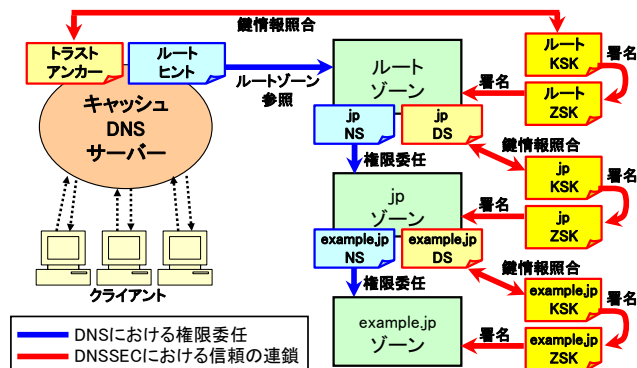 鍵情報照合
トラスト
アンカー
ルート
ヒント
ルートゾーン
参照
ルート
ゾーン
署名
ルート
KSK
署名
ルート
ZSK
キャッシュ
DNS
サーバー
jp
NS
jp
DS
権限委任
鍵情報照合
jp
KSK
署名
jp
ゾーン
署名
jp
ZSK
example.jp
NS
example.jp
DS
クライアント
権限委任
鍵情報照合
example.jp
KSK
署名
example.jp
ゾーン
署名
example.jp
ZSK
DNSにおける権限委任
DNSSECにおける信頼の連鎖